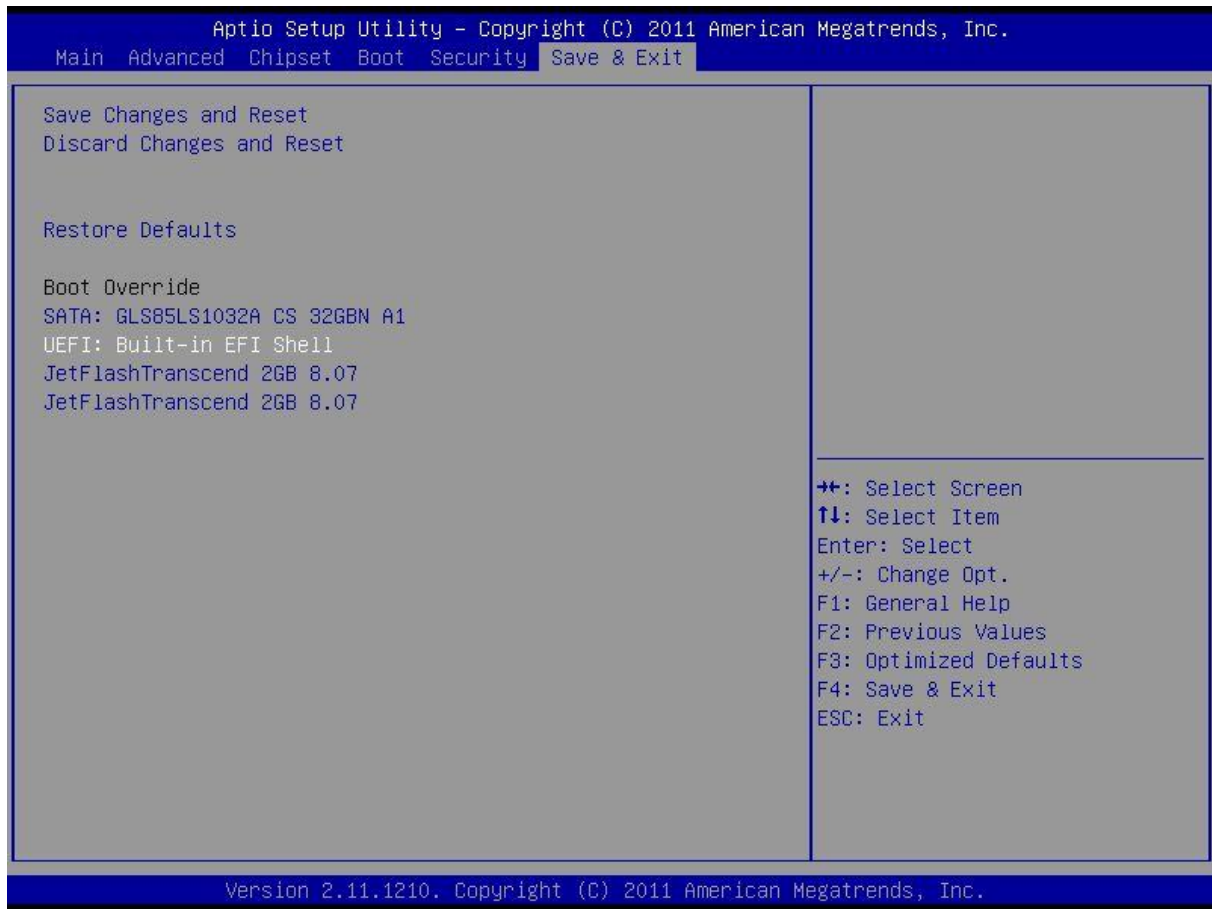 Aptio Setup Utility – Copyright (C) 2011 American Megatrends, Inc.
Main Advanced Chipset Boot Security Save & Exit
Save Changes and Reset
Discard Changes and Reset
Restore Defaults
Boot Override
SATA: GLS85LS1032A CS 32GBN A1
UEFI: Built-in EFI Shell
JetFlashTranscend 2GB 8.07
JetFlashTranscend 2GB 8.07
→←: Select Screen
↑↓: Select Item
Enter: Select
+/-: Change Opt.
F1: General Help
F2: Previous Values
F3: Optimized Defaults
F4: Save & Exit
ESC: Exit
Version 2.11.1210. Copyright (C) 2011 American Megatrends, Inc.